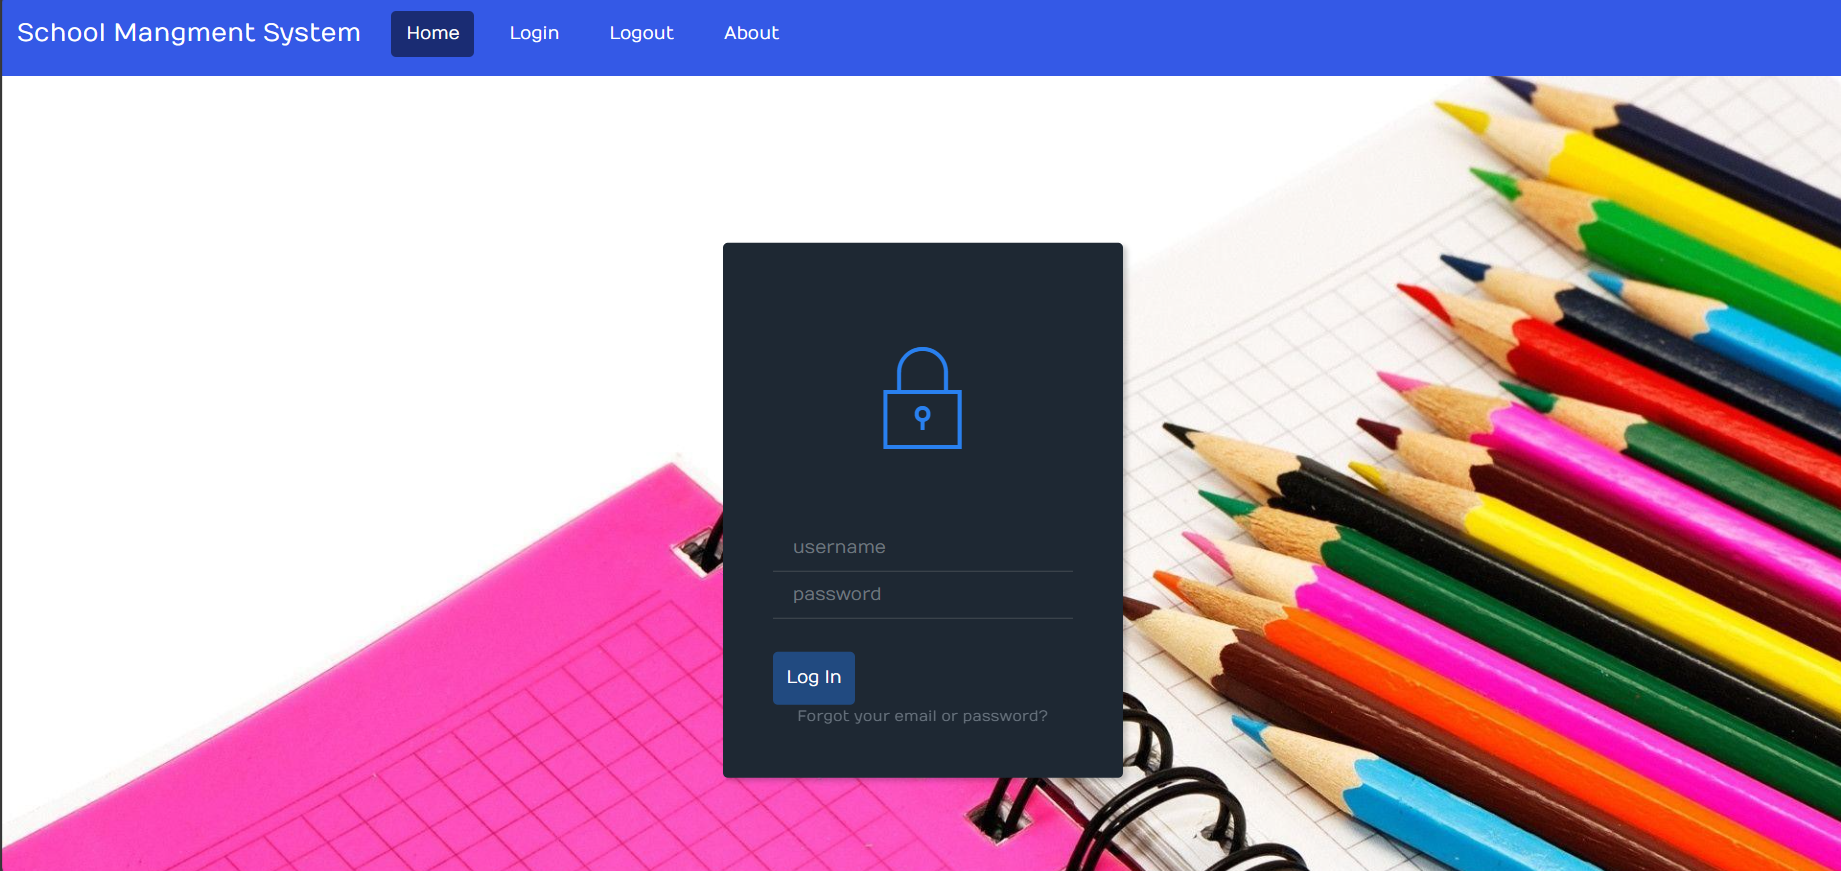 School Mangment System Home Login Logout About
username
password
Log In
Forgot your email or password?